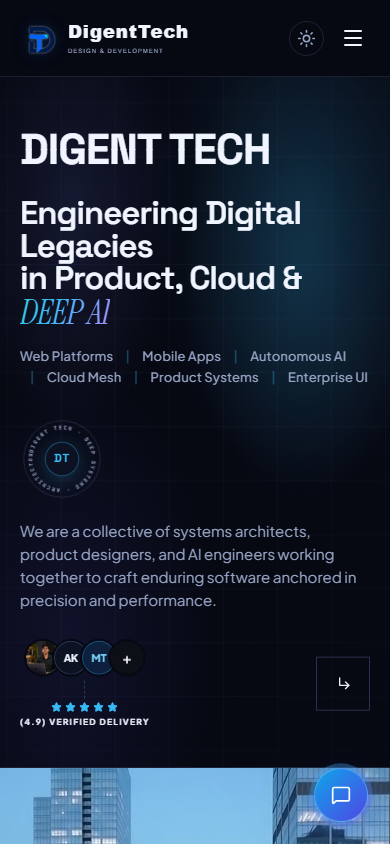 DigentTech
DESIGN & DEVELOPMENT
DIGENT TECH
Engineering Digital
Legacies
in Product, Cloud &
DEEP AI
Web Platforms | Mobile Apps | Autonomous AI
| Cloud Mesh | Product Systems | Enterprise UI
DT
We are a collective of systems architects,
product designers, and AI engineers working
together to craft enduring software anchored in
precision and performance.
AK MT +
(4.9) VERIFIED DELIVERY